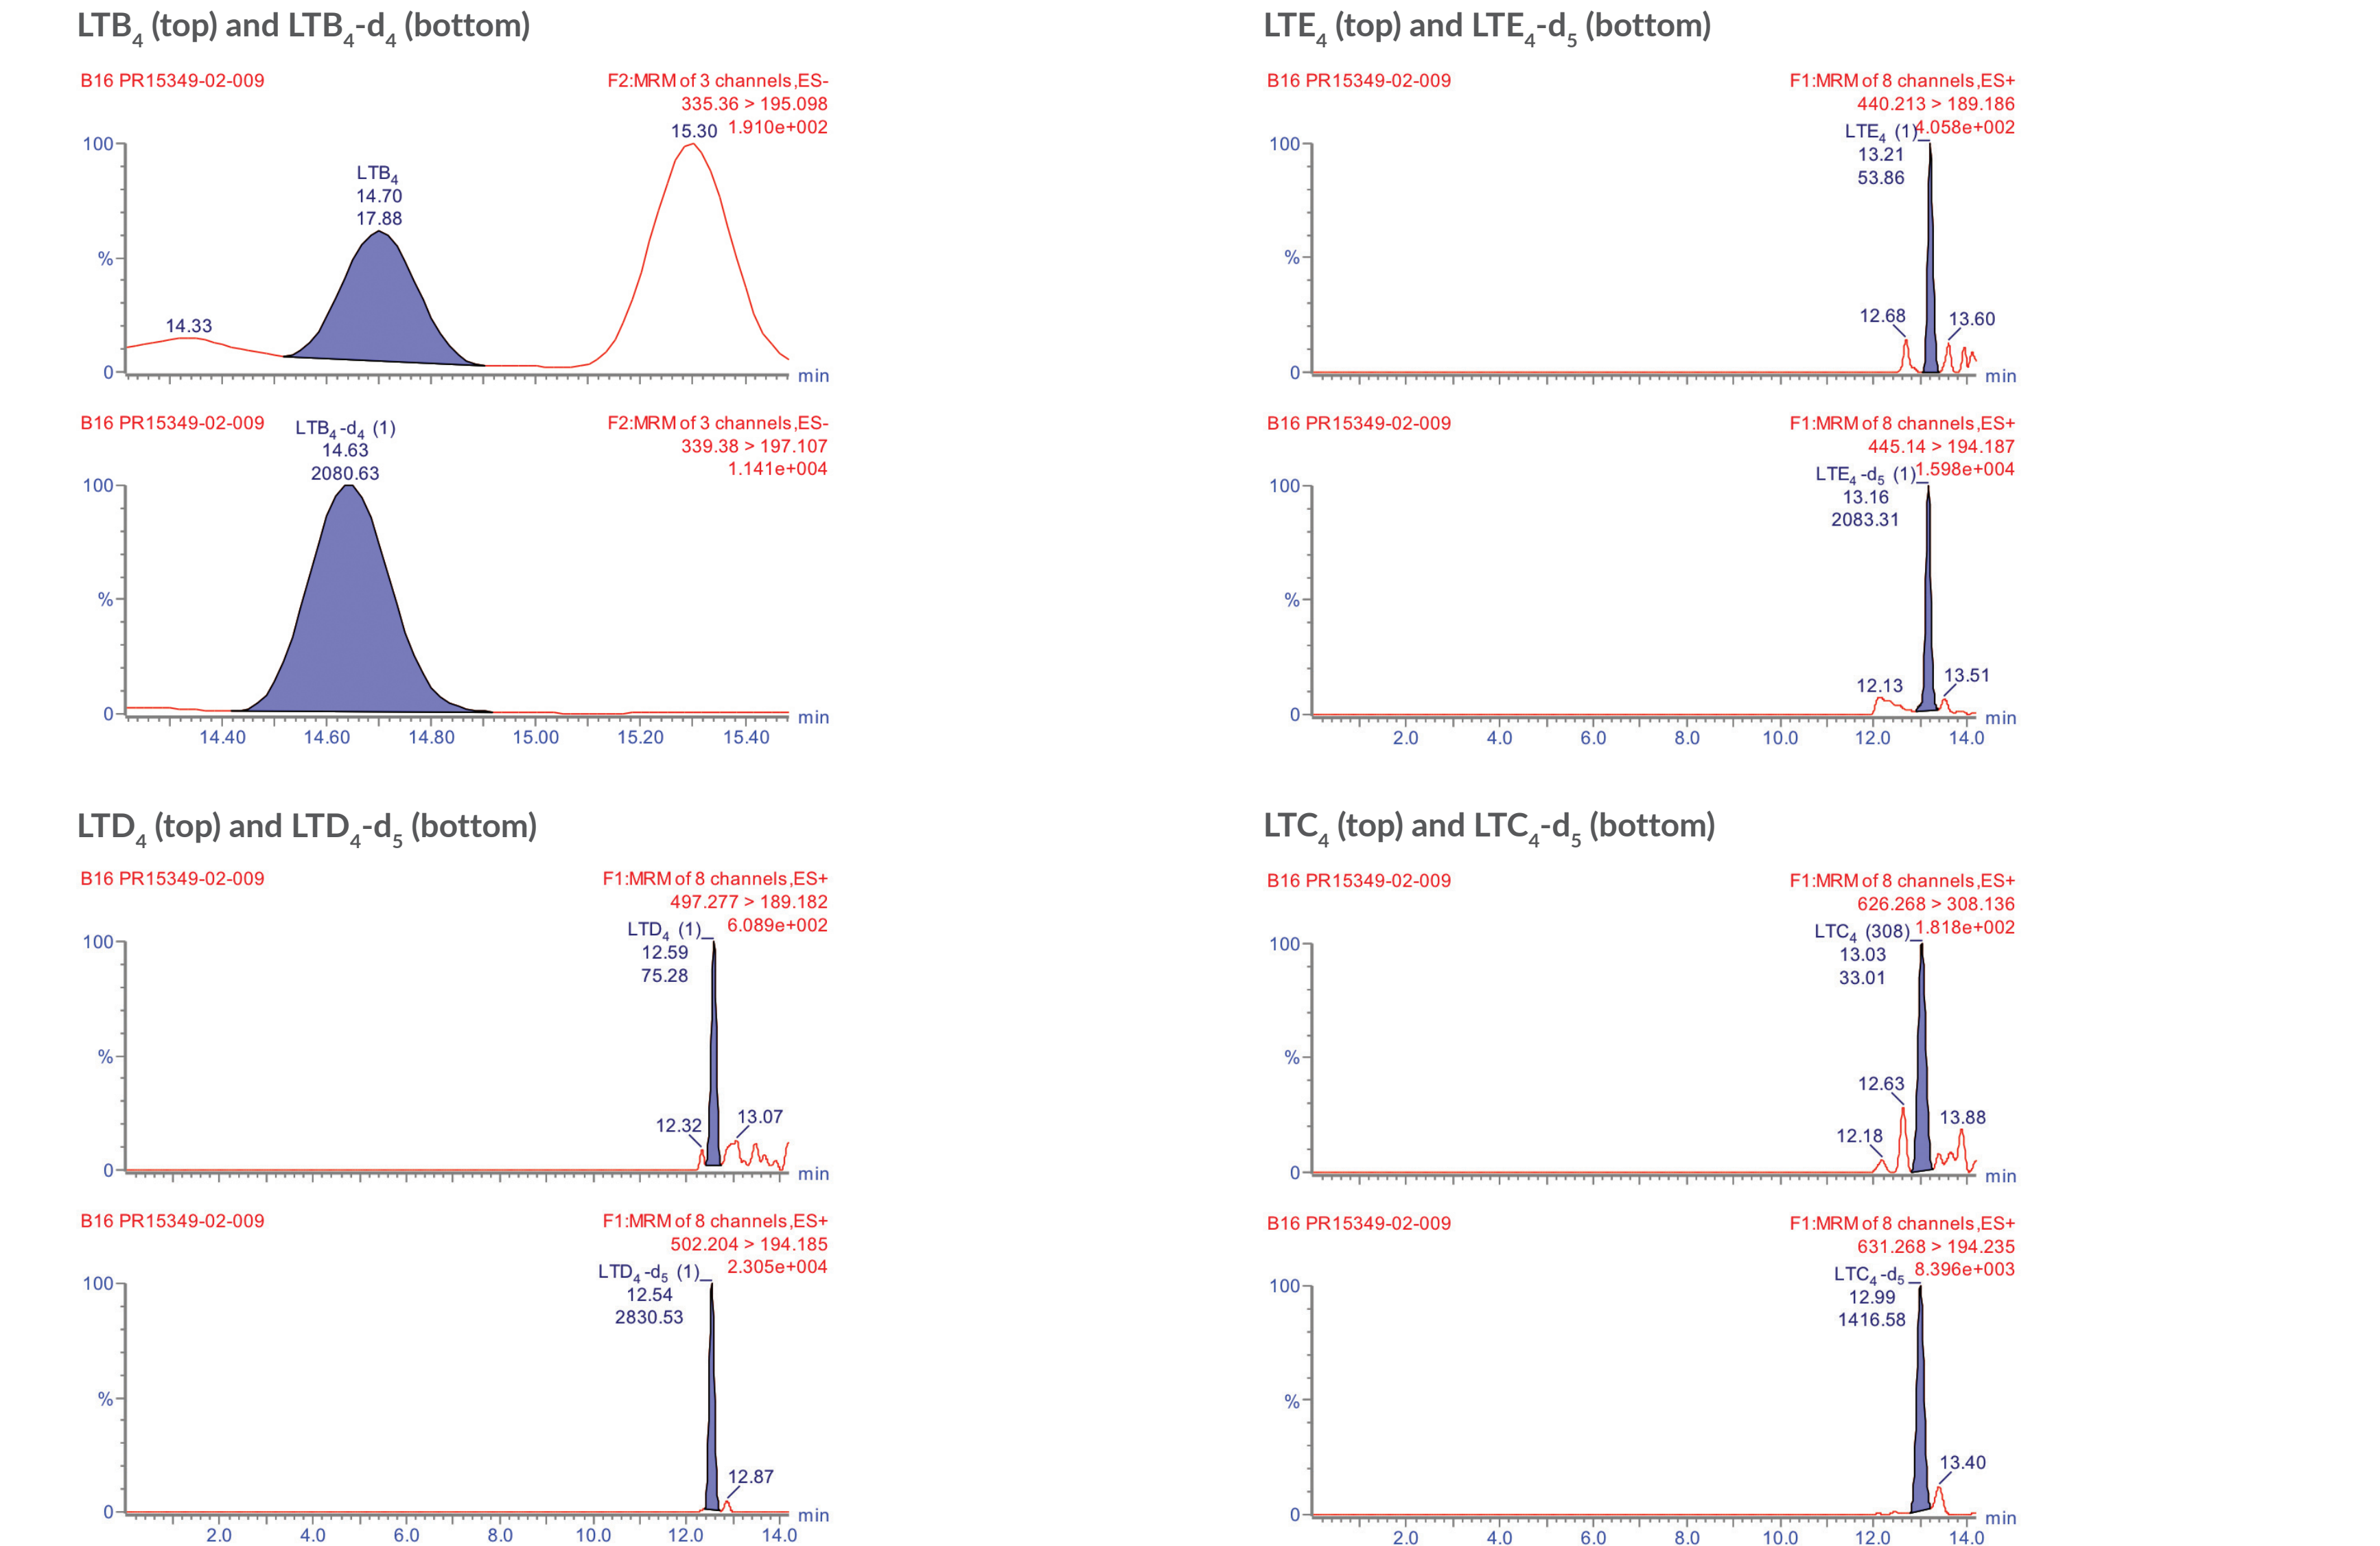 LTB₄ (top) and LTB₄-d₄ (bottom)
B16 PR15349-02-009
F2:MRM of 3 channels,ES-
335.36 > 195.098
1.910e+002
15.30
100
LTB₄
14.70
17.88
14.33
%
0
min
B16 PR15349-02-009
F2:MRM of 3 channels,ES-
339.38 > 197.107
1.141e+004
LTB₄-d₄ (1)
14.63
2080.63
100
%
0
min
14.40 14.60 14.80 15.00 15.20 15.40
LTE₄ (top) and LTE₄-d₅ (bottom)
B16 PR15349-02-009
F1:MRM of 8 channels,ES+
440.213 > 189.186
4.058e+002
LTE₄ (1)
13.21
53.86
100
%
12.68
13.60
0
min
B16 PR15349-02-009
F1:MRM of 8 channels,ES+
445.14 > 194.187
1.598e+004
LTE₄-d₅ (1)
13.16
2083.31
100
%
12.13
13.51
0
min
2.0 4.0 6.0 8.0 10.0 12.0 14.0
LTD₄ (top) and LTD₄-d₅ (bottom)
B16 PR15349-02-009
F1:MRM of 8 channels,ES+
497.277 > 189.182
6.089e+002
LTD₄ (1)
12.59
75.28
100
%
12.32
13.07
0
min
B16 PR15349-02-009
F1:MRM of 8 channels,ES+
502.204 > 194.185
2.305e+004
LTD₄-d₅ (1)
12.54
2830.53
100
%
12.87
0
min
2.0 4.0 6.0 8.0 10.0 12.0 14.0
LTC₄ (top) and LTC₄-d₅ (bottom)
B16 PR15349-02-009
F1:MRM of 8 channels,ES+
626.268 > 308.136
1.818e+002
LTC₄ (308)
13.03
33.01
100
%
12.63
12.18
13.88
0
min
B16 PR15349-02-009
F1:MRM of 8 channels,ES+
631.268 > 194.235
8.396e+003
LTC₄-d₅
12.99
1416.58
100
%
13.40
0
min
2.0 4.0 6.0 8.0 10.0 12.0 14.0